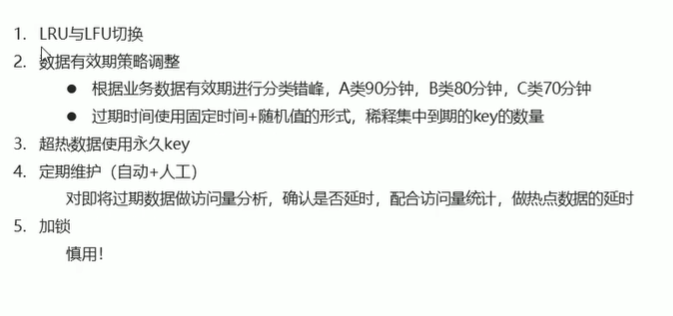 1. LRU与LFU切换
2. 数据有效期策略调整
● 根据业务数据有效期进行分类错峰，A类90分钟，B类80分钟，C类70分钟
● 过期时间使用固定时间+随机值的形式，稀释集中到期的key的数量
3. 超热数据使用永久key
4. 定期维护（自动+人工）
对即将过期数据做访问量分析，确认是否延时，配合访问量统计，做热点数据的延时
5. 加锁
慎用！